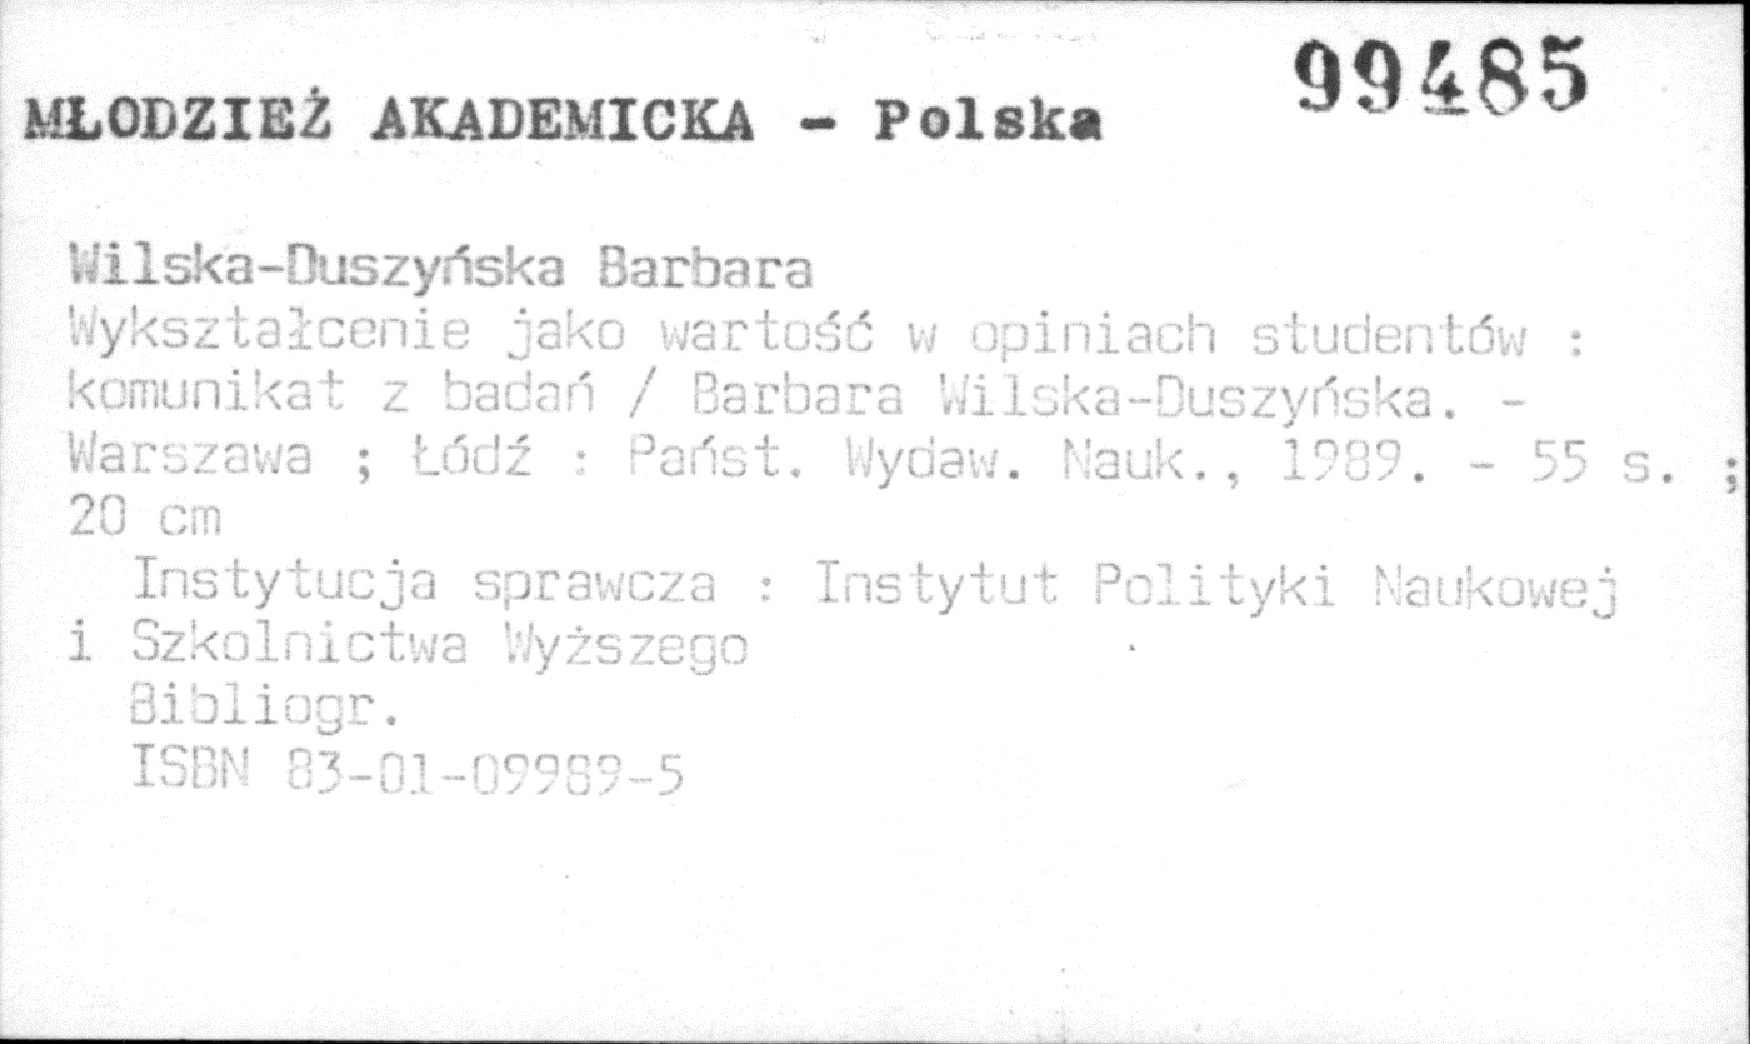 99485
MŁODZIEŻ AKADEMICKA - Polska
Wilska-Duszyńska Barbara
Wykształcenie jako wartość w opiniach studentów :
komunikat z badań / Barbara Wilska-Duszyńska. -
Warszawa ; Łódź : Państ. Wydaw. Nauk., 1989. - 55 s. ;
20 cm
Instytucja sprawcza : Instytut Polityki Naukowej
i Szkolnictwa Wyższego
Bibliogr.
ISBN 83-01-09989-5